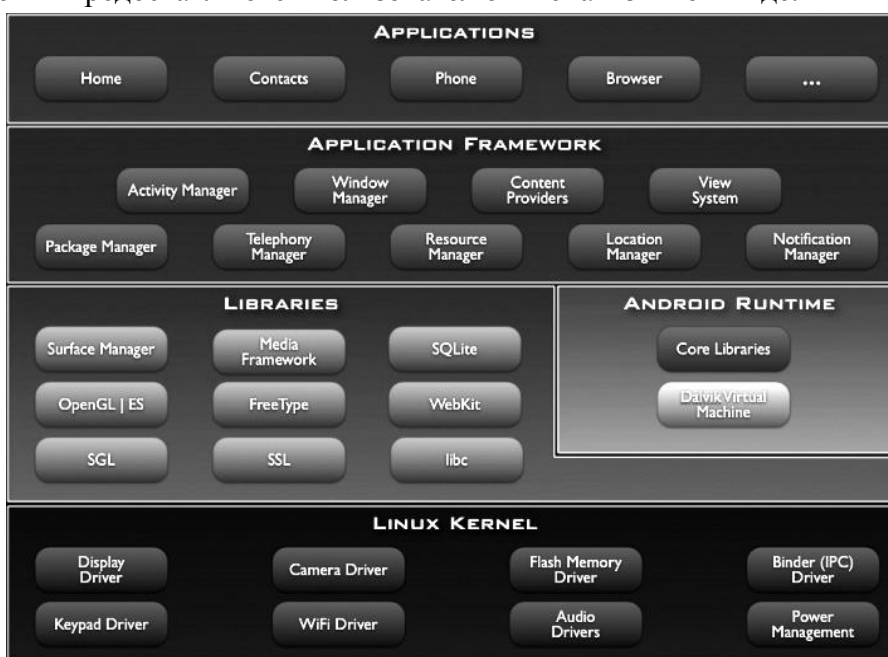 APPLICATIONS
Home
Contacts
Phone
Browser
...
APPLICATION FRAMEWORK
Activity Manager
Window
Manager
Content
Providers
View
System
Package Manager
Telephony
Manager
Resource
Manager
Location
Manager
Notification
Manager
LIBRARIES
Surface Manager
Media
Framework
SQLite
OpenGL | ES
FreeType
WebKit
SGL
SSL
libc
ANDROID RUNTIME
Core Libraries
Dalvik Virtual
Machine
LINUX KERNEL
Display
Driver
Camera Driver
Flash Memory
Driver
Binder (IPC)
Driver
Keypad Driver
WiFi Driver
Audio
Drivers
Power
Management